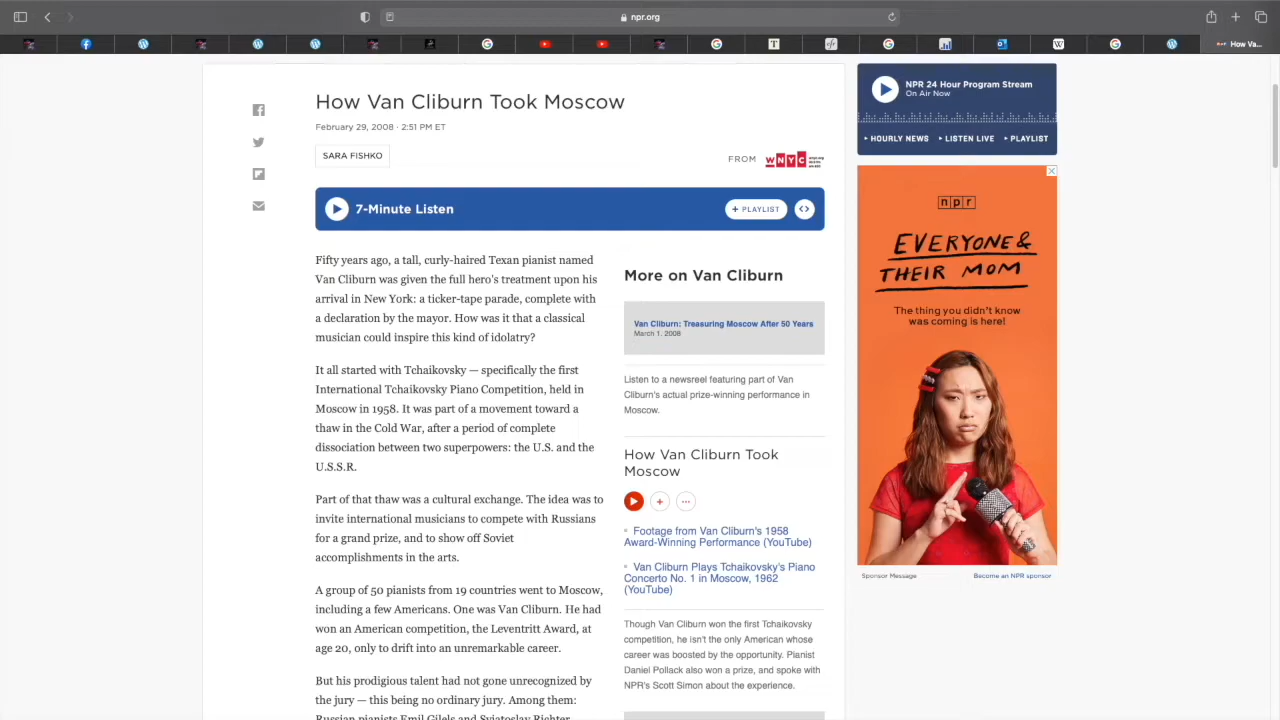 npr.org
How Va...
How Van Cliburn Took Moscow
February 29, 2008 · 2:51 PM ET
SARA FISHKO
FROM WNYC
7-Minute Listen
+ PLAYLIST
Fifty years ago, a tall, curly-haired Texan pianist named
Van Cliburn was given the full hero's treatment upon his
arrival in New York: a ticker-tape parade, complete with
a declaration by the mayor. How was it that a classical
musician could inspire this kind of idolatry?
It all started with Tchaikovsky — specifically the first
International Tchaikovsky Piano Competition, held in
Moscow in 1958. It was part of a movement toward a
thaw in the Cold War, after a period of complete
dissociation between two superpowers: the U.S. and the
U.S.S.R.
Part of that thaw was a cultural exchange. The idea was to
invite international musicians to compete with Russians
for a grand prize, and to show off Soviet
accomplishments in the arts.
A group of 50 pianists from 19 countries went to Moscow,
including a few Americans. One was Van Cliburn. He had
won an American competition, the Leventritt Award, at
age 20, only to drift into an unremarkable career.
But his prodigious talent had not gone unrecognized by
the jury — this being no ordinary jury. Among them:
Russian pianists Emil Gilels and Sviatoslav Richter
More on Van Cliburn
Van Cliburn: Treasuring Moscow After 50 Years
March 1, 2008
Listen to a newsreel featuring part of Van
Cliburn's actual prize-winning performance in
Moscow.
How Van Cliburn Took
Moscow
Footage from Van Cliburn's 1958
Award-Winning Performance (YouTube)
Van Cliburn Plays Tchaikovsky's Piano
Concerto No. 1 in Moscow, 1962
(YouTube)
Though Van Cliburn won the first Tchaikovsky
competition, he isn't the only American whose
career was boosted by the opportunity. Pianist
Daniel Pollack also won a prize, and spoke with
NPR's Scott Simon about the experience.
NPR 24 Hour Program Stream
On Air Now
HOURLY NEWS LISTEN LIVE PLAYLIST
npr
EVERYONE &
THEIR MOM
The thing you didn't know
was coming is here!
Sponsor Message Become an NPR sponsor